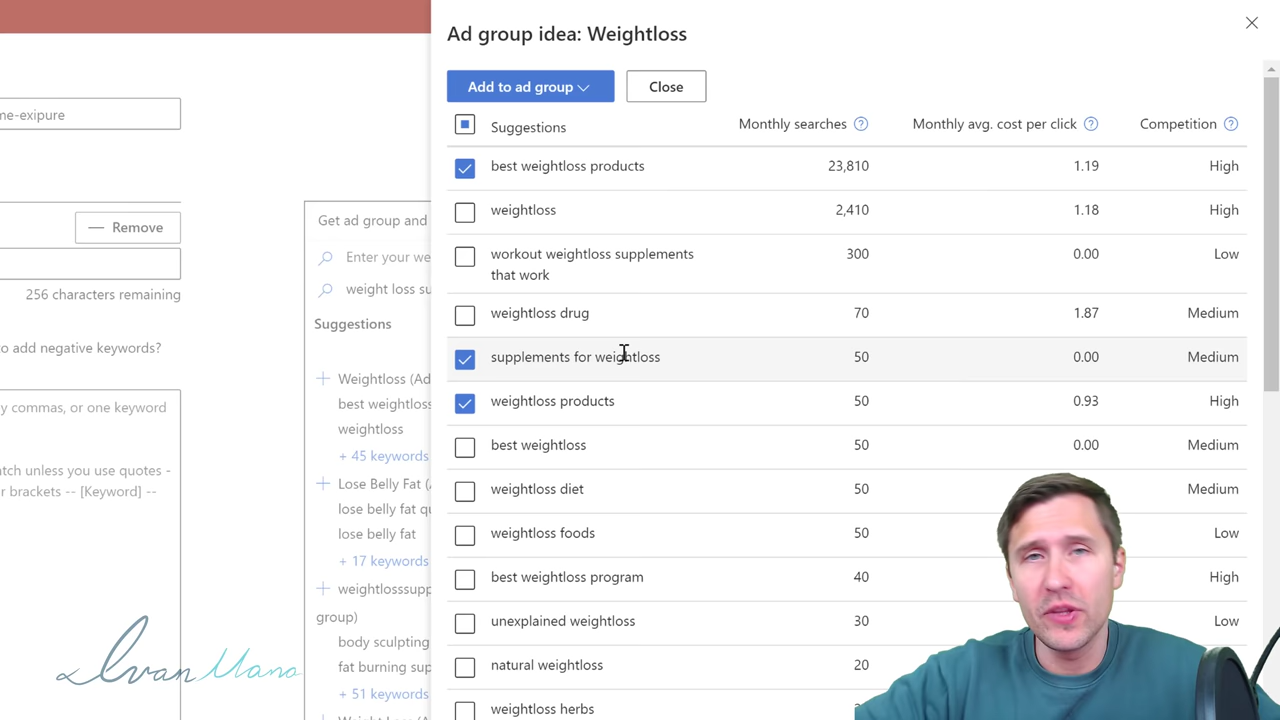 me-exipure
Remove
256 characters remaining
to add negative keywords?
y commas, or one keyword
atch unless you use quotes -
r brackets -- [Keyword] --
Get ad group and
Enter your we
weight loss su
Suggestions
Weightloss (Ad
best weightloss
weightloss
+ 45 keywords
Lose Belly Fat (
lose belly fat qu
lose belly fat
+ 17 keywords
weightlosssupp
group)
body sculpting
fat burning sup
+ 51 keywords
Ivan Mana
Ad group idea: Weightloss
Add to ad group
Close
Suggestions Monthly searches Monthly avg. cost per click Competition
best weightloss products 23,810 1.19 High
weightloss 2,410 1.18 High
workout weightloss supplements 300 0.00 Low
that work
weightloss drug 70 1.87 Medium
supplements for weightloss 50 0.00 Medium
weightloss products 50 0.93 High
best weightloss 50 0.00 Medium
weightloss diet 50 Medium
weightloss foods 50 Low
best weightloss program 40 High
unexplained weightloss 30 Low
natural weightloss 20
weightloss herbs